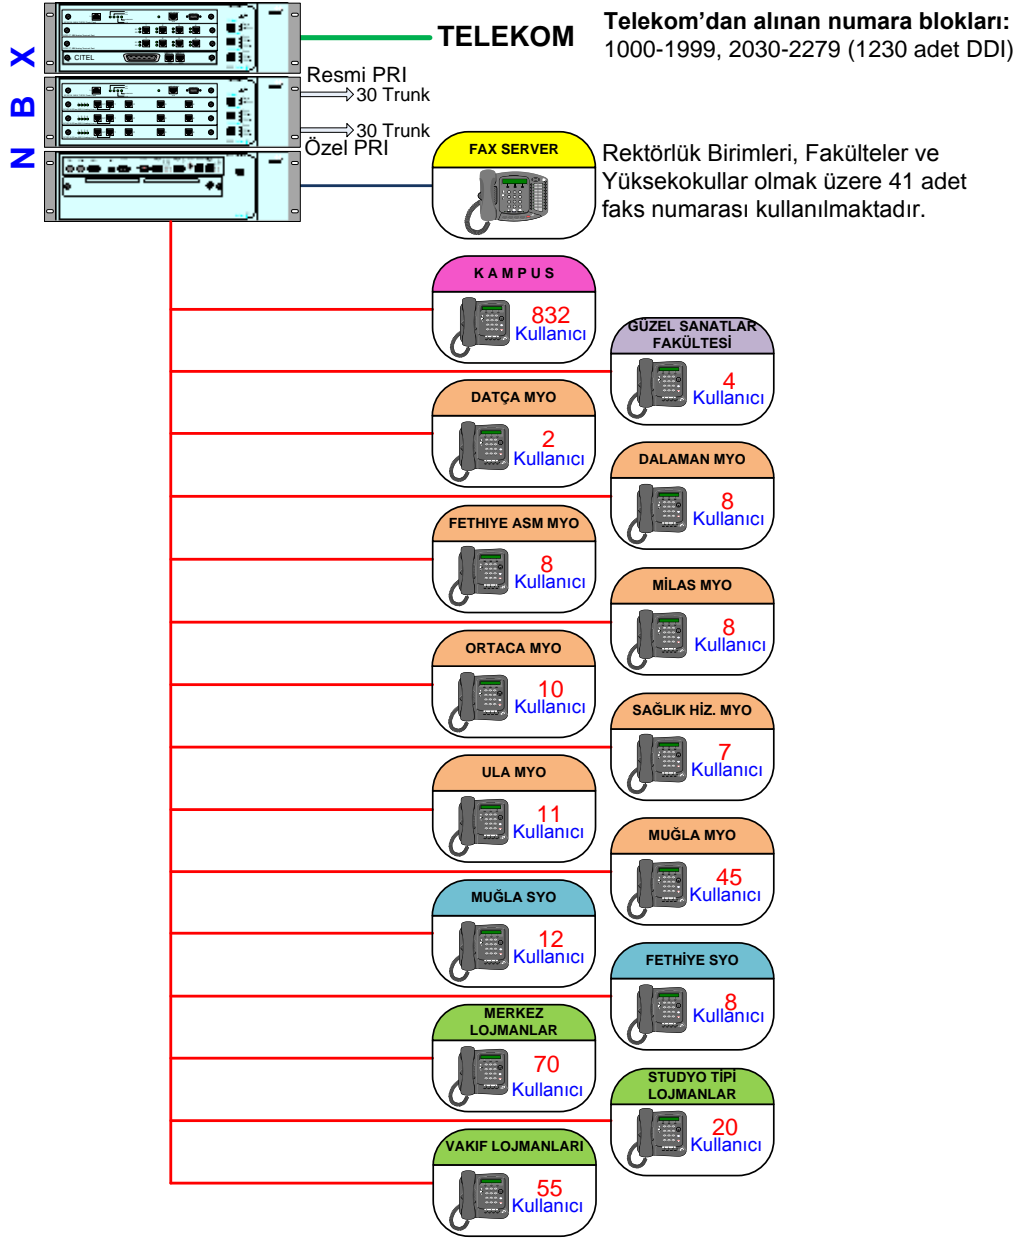 TELEKOM
Telekom’dan alınan numara blokları:
1000-1999, 2030-2279 (1230 adet DDI)
N B X
CITEL
Resmi PRI
30 Trunk
30 Trunk
Özel PRI
FAX SERVER
Rektörlük Birimleri, Fakülteler ve
Yüksekokullar olmak üzere 41 adet
faks numarası kullanılmaktadır.
K A M P U S
832
Kullanıcı
GÜZEL SANATLAR
FAKÜLTESİ
4
Kullanıcı
DATÇA MYO
2
Kullanıcı
DALAMAN MYO
8
Kullanıcı
FETHIYE ASM MYO
8
Kullanıcı
MİLAS MYO
8
Kullanıcı
ORTACA MYO
10
Kullanıcı
SAĞLIK HİZ. MYO
7
Kullanıcı
ULA MYO
11
Kullanıcı
MUĞLA MYO
45
Kullanıcı
MUĞLA SYO
12
Kullanıcı
FETHİYE SYO
8
Kullanıcı
MERKEZ
LOJMANLAR
70
Kullanıcı
STUDYO TİPİ
LOJMANLAR
20
Kullanıcı
VAKIF LOJMANLARI
55
Kullanıcı